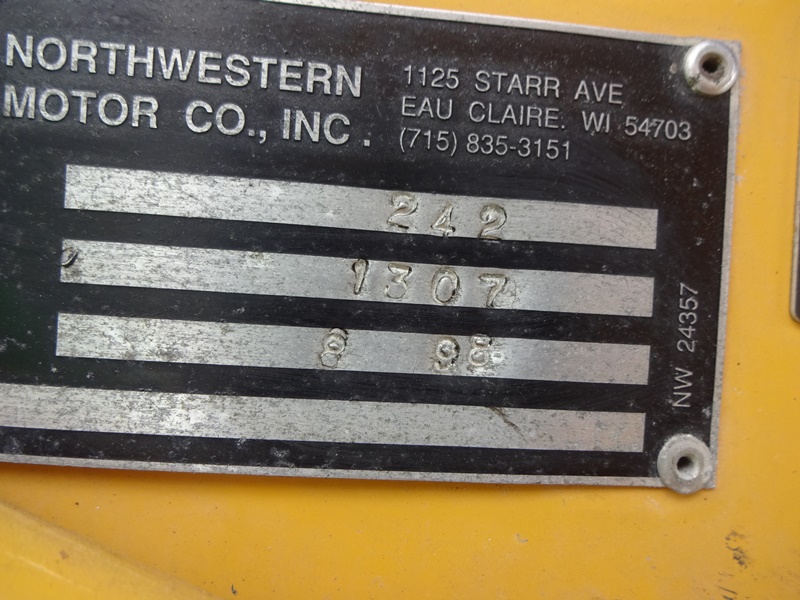 NORTHWESTERN
MOTOR CO., INC.
1125 STARR AVE
EAU CLAIRE. WI 54703
(715) 835-3151
242
1307
8 98
NW 24357